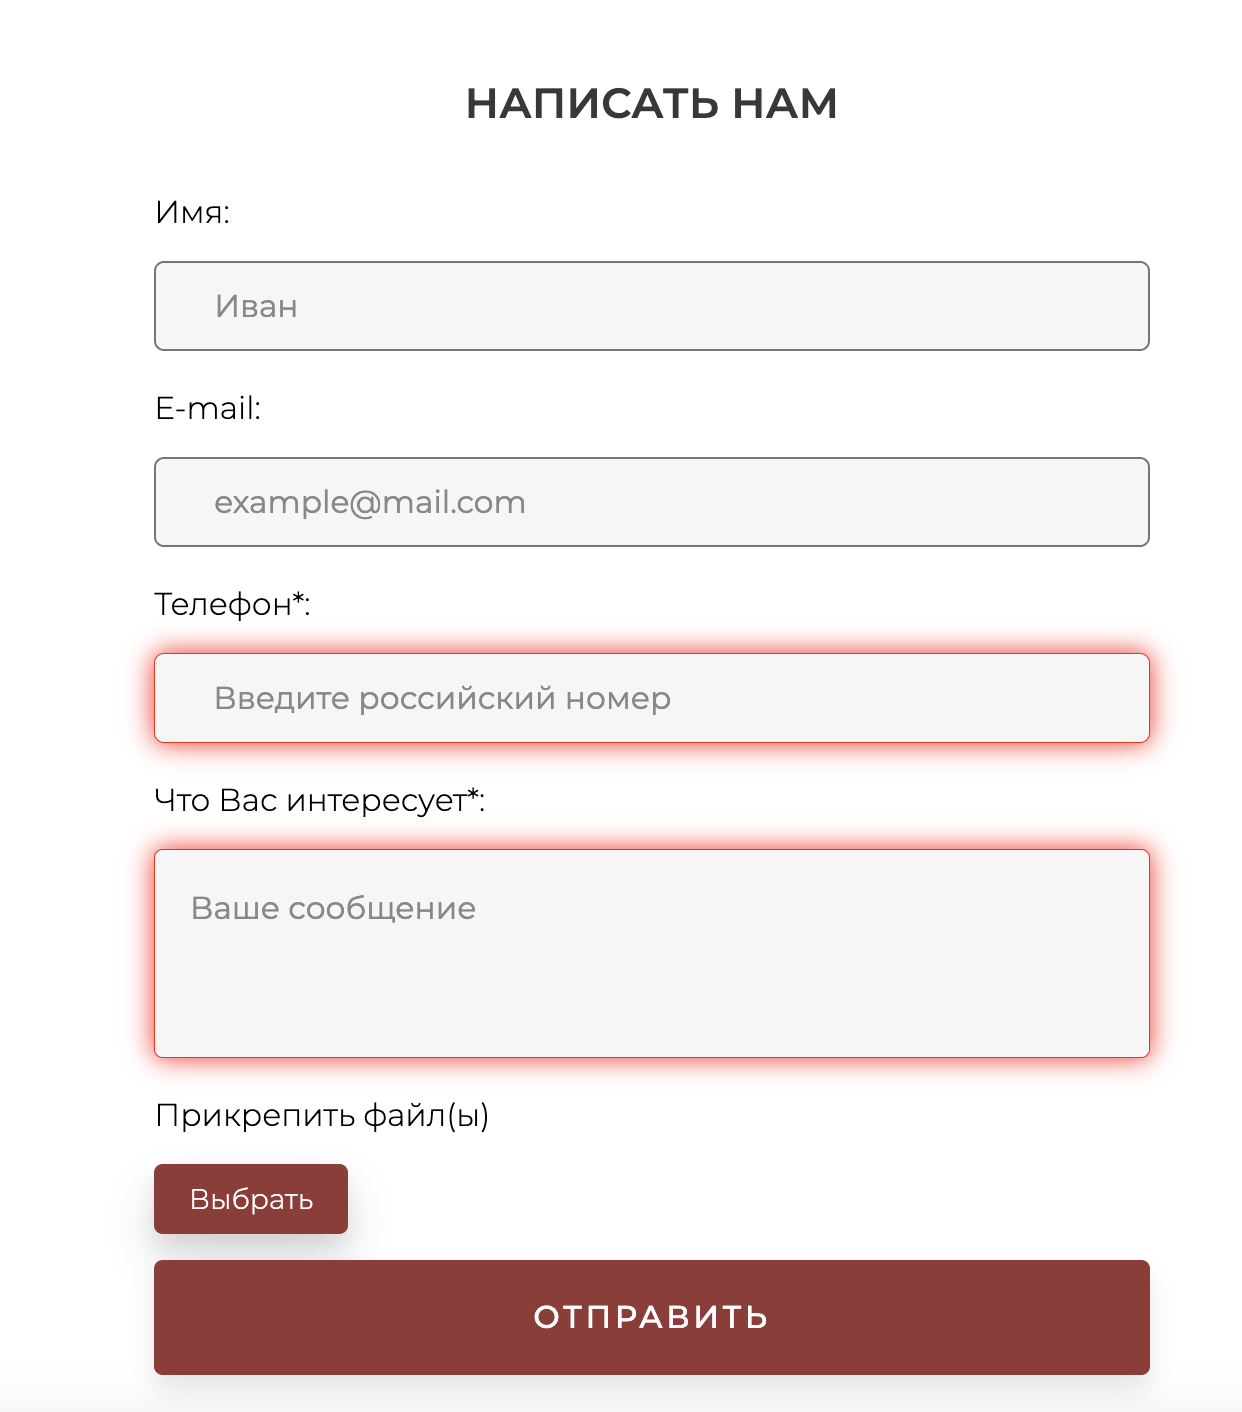 НАПИСАТЬ НАМ
Имя:
Иван
E-mail:
example@mail.com
Телефон*:
Введите российский номер
Что Вас интересует*:
Ваше сообщение
Прикрепить файл(ы)
Выбрать
ОТПРАВИТЬ